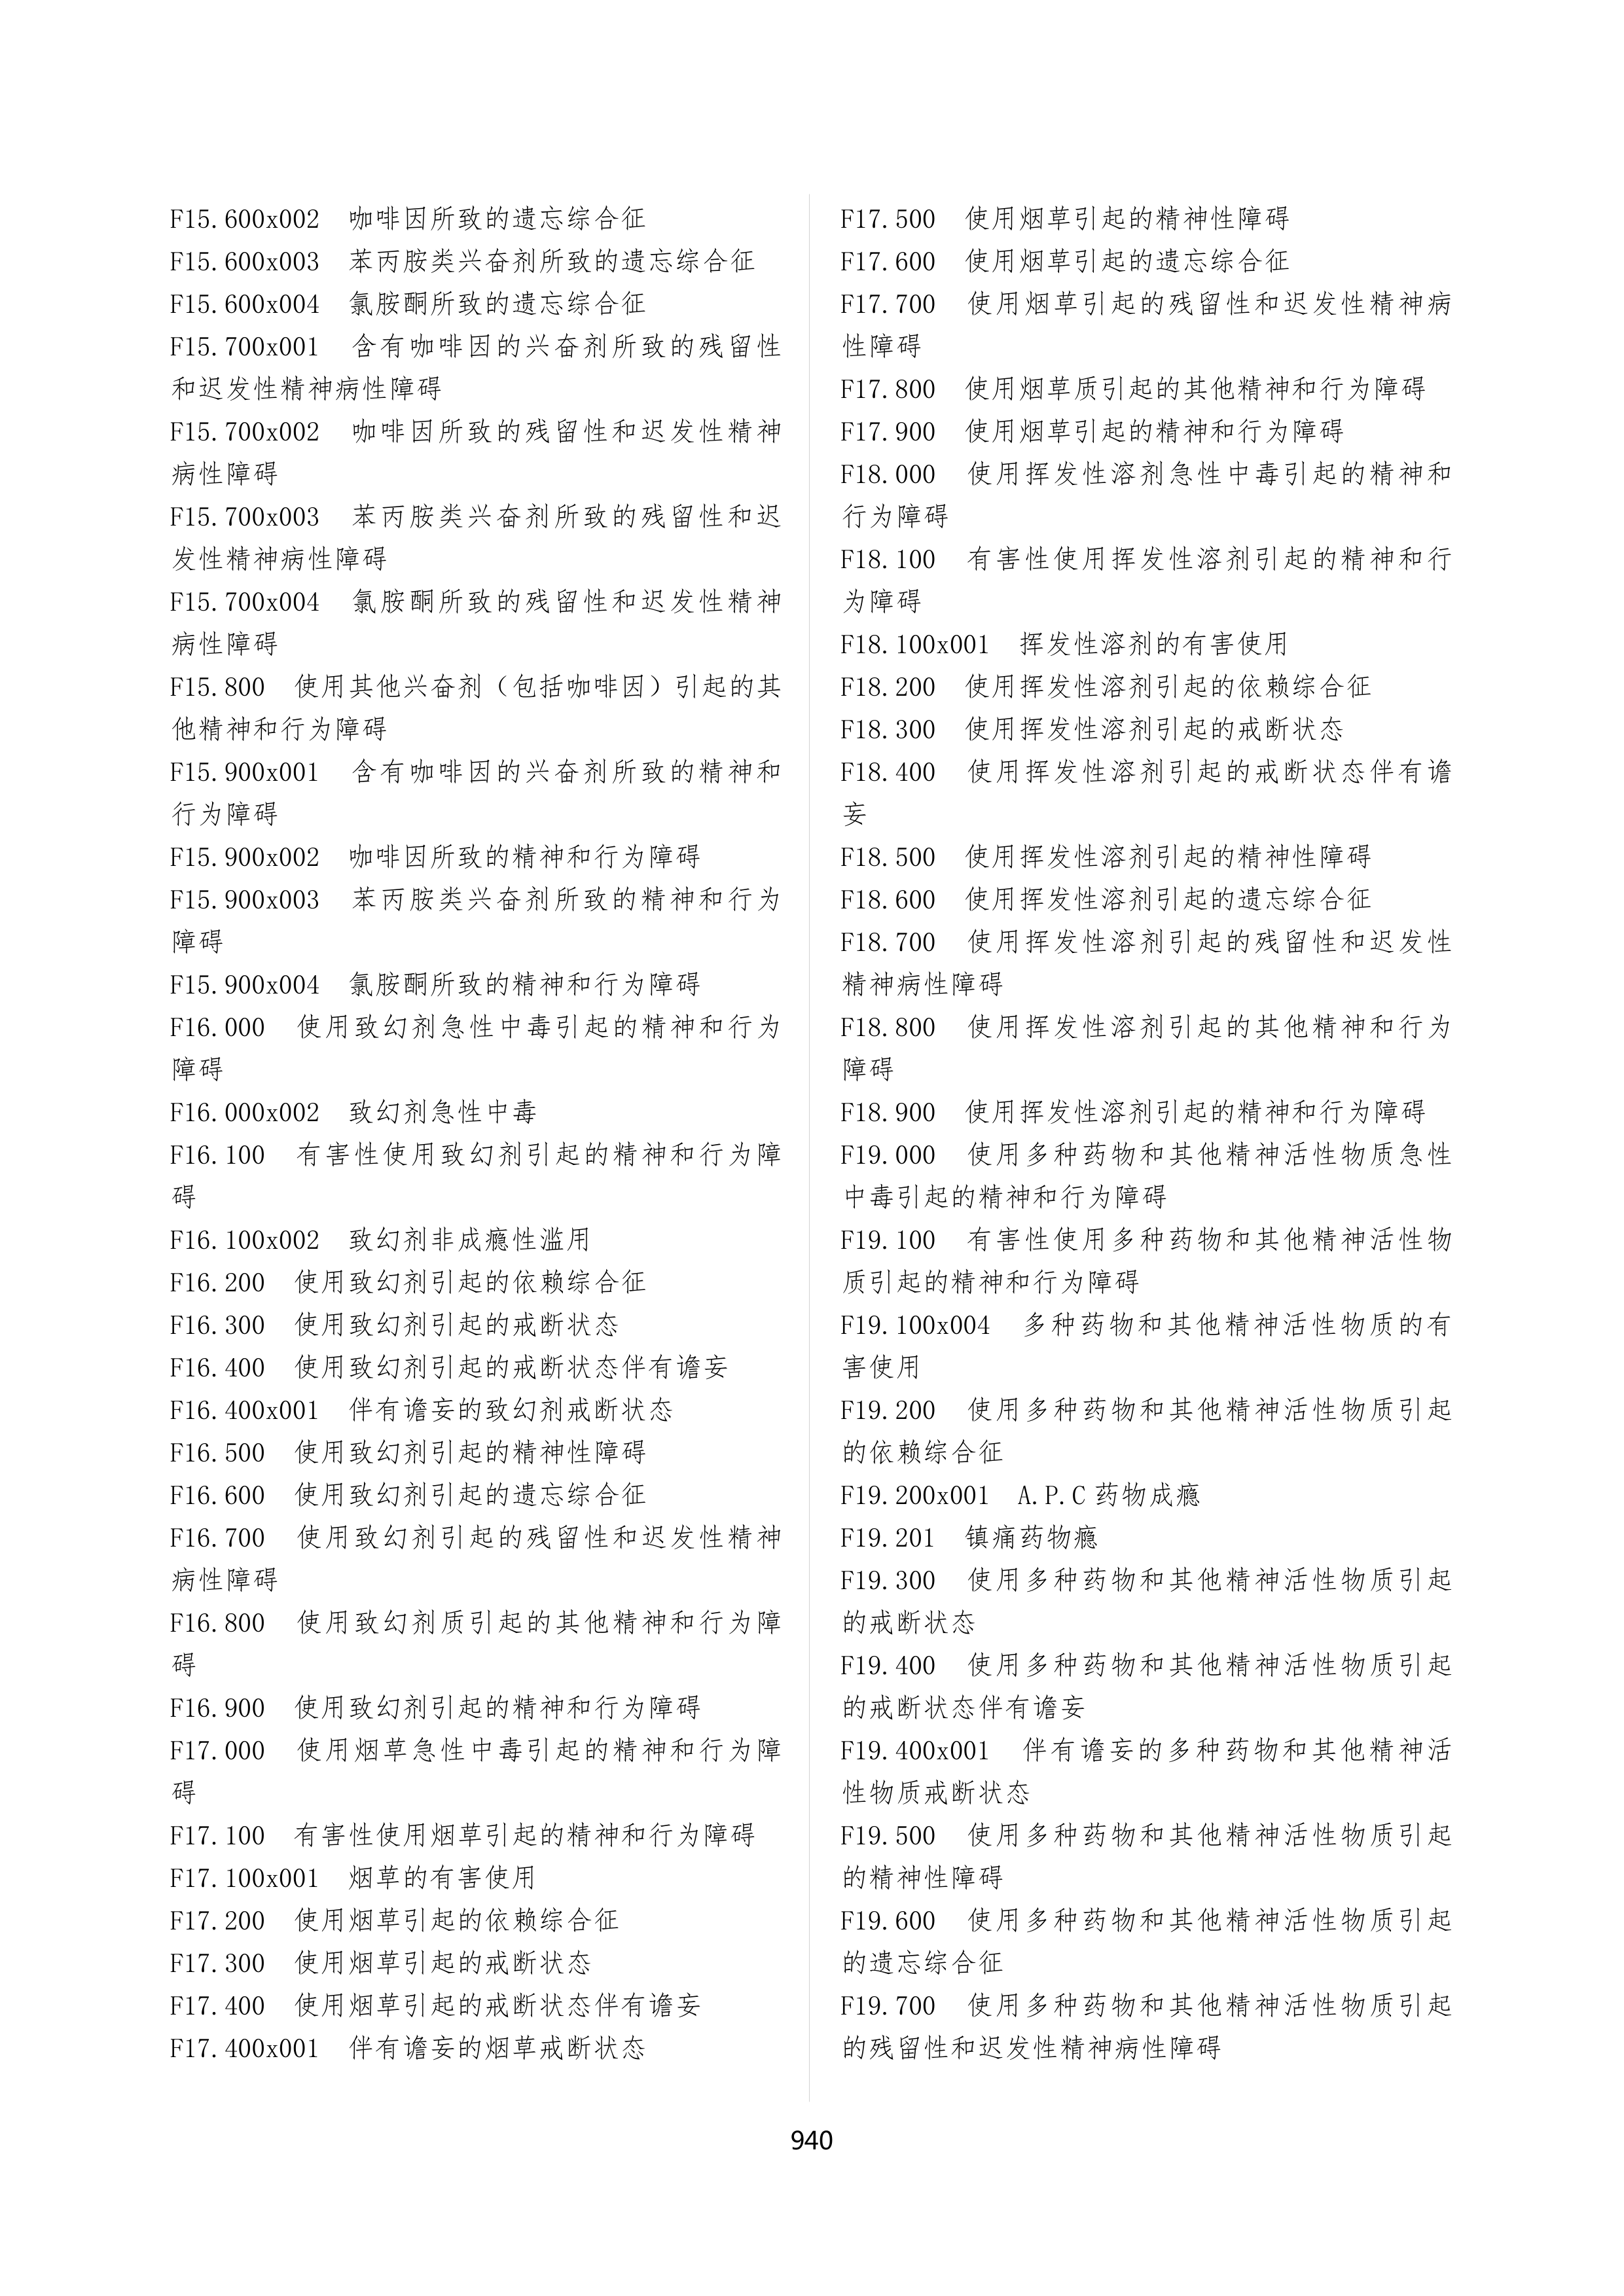 F15.600x002  咖啡因所致的遗忘综合征
F15.600x003  苯丙胺类兴奋剂所致的遗忘综合征
F15.600x004  氯胺酮所致的遗忘综合征
F15.700x001  含有咖啡因的兴奋剂所致的残留性
和迟发性精神病性障碍
F15.700x002  咖啡因所致的残留性和迟发性精神
病性障碍
F15.700x003  苯丙胺类兴奋剂所致的残留性和迟
发性精神病性障碍
F15.700x004  氯胺酮所致的残留性和迟发性精神
病性障碍
F15.800  使用其他兴奋剂（包括咖啡因）引起的其
他精神和行为障碍
F15.900x001  含有咖啡因的兴奋剂所致的精神和
行为障碍
F15.900x002  咖啡因所致的精神和行为障碍
F15.900x003  苯丙胺类兴奋剂所致的精神和行为
障碍
F15.900x004  氯胺酮所致的精神和行为障碍
F16.000  使用致幻剂急性中毒引起的精神和行为
障碍
F16.000x002  致幻剂急性中毒
F16.100  有害性使用致幻剂引起的精神和行为障
碍
F16.100x002  致幻剂非成瘾性滥用
F16.200  使用致幻剂引起的依赖综合征
F16.300  使用致幻剂引起的戒断状态
F16.400  使用致幻剂引起的戒断状态伴有谵妄
F16.400x001  伴有谵妄的致幻剂戒断状态
F16.500  使用致幻剂引起的精神性障碍
F16.600  使用致幻剂引起的遗忘综合征
F16.700  使用致幻剂引起的残留性和迟发性精神
病性障碍
F16.800  使用致幻剂质引起的其他精神和行为障
碍
F16.900  使用致幻剂引起的精神和行为障碍
F17.000  使用烟草急性中毒引起的精神和行为障
碍
F17.100  有害性使用烟草引起的精神和行为障碍
F17.100x001  烟草的有害使用
F17.200  使用烟草引起的依赖综合征
F17.300  使用烟草引起的戒断状态
F17.400  使用烟草引起的戒断状态伴有谵妄
F17.400x001  伴有谵妄的烟草戒断状态
F17.500  使用烟草引起的精神性障碍
F17.600  使用烟草引起的遗忘综合征
F17.700  使用烟草引起的残留性和迟发性精神病
性障碍
F17.800  使用烟草质引起的其他精神和行为障碍
F17.900  使用烟草引起的精神和行为障碍
F18.000  使用挥发性溶剂急性中毒引起的精神和
行为障碍
F18.100  有害性使用挥发性溶剂引起的精神和行
为障碍
F18.100x001  挥发性溶剂的有害使用
F18.200  使用挥发性溶剂引起的依赖综合征
F18.300  使用挥发性溶剂引起的戒断状态
F18.400  使用挥发性溶剂引起的戒断状态伴有谵
妄
F18.500  使用挥发性溶剂引起的精神性障碍
F18.600  使用挥发性溶剂引起的遗忘综合征
F18.700  使用挥发性溶剂引起的残留性和迟发性
精神病性障碍
F18.800  使用挥发性溶剂引起的其他精神和行为
障碍
F18.900  使用挥发性溶剂引起的精神和行为障碍
F19.000  使用多种药物和其他精神活性物质急性
中毒引起的精神和行为障碍
F19.100  有害性使用多种药物和其他精神活性物
质引起的精神和行为障碍
F19.100x004  多种药物和其他精神活性物质的有
害使用
F19.200  使用多种药物和其他精神活性物质引起
的依赖综合征
F19.200x001  A.P.C 药物成瘾
F19.201  镇痛药物瘾
F19.300  使用多种药物和其他精神活性物质引起
的戒断状态
F19.400  使用多种药物和其他精神活性物质引起
的戒断状态伴有谵妄
F19.400x001  伴有谵妄的多种药物和其他精神活
性物质戒断状态
F19.500  使用多种药物和其他精神活性物质引起
的精神性障碍
F19.600  使用多种药物和其他精神活性物质引起
的遗忘综合征
F19.700  使用多种药物和其他精神活性物质引起
的残留性和迟发性精神病性障碍
940